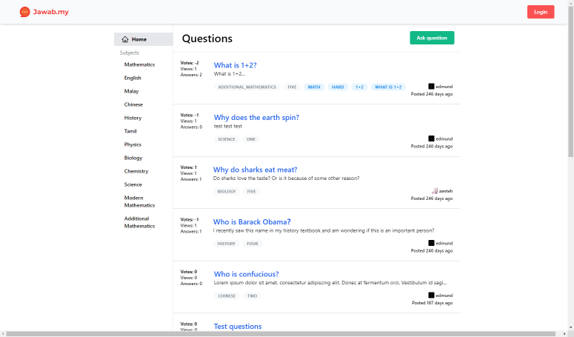 Jawab.my
Login
Home
Subjects
Mathematics
English
Malay
Chinese
History
Tamil
Physics
Biology
Chemistry
Science
Modern
Mathematics
Additional
Mathematics
Questions
Ask question
Votes: -2
Views: 1
Answers: 2
What is 1+2?
What is 1+2...
ADDITIONAL_MATHEMATICS FIVE MATH HARD 1+2 WHAT IS 1+2
edmund
Posted 246 days ago
Votes: -1
Views: 1
Answers: 0
Why does the earth spin?
test test test
SCIENCE ONE
edmund
Posted 246 days ago
Votes: 1
Views: 1
Answers: 1
Why do sharks eat meat?
Do sharks love the taste? Or is it because of some other reason?
BIOLOGY FIVE
zenteh
Posted 246 days ago
Votes: -1
Views: 1
Answers: 1
Who is Barack Obama?
I recently saw this name in my history textbook and am wondering if this is an important person?
HISTORY FOUR
edmund
Posted 246 days ago
Votes: 0
Views: 0
Answers: 0
Who is confucious?
Lorem ipsum dolor sit amet, consectetur adipiscing elit. Donec at fermentum orci. Vestibulum id sagi...
CHINESE TWO
edmund
Posted 187 days ago
Votes: 0
Views: 0
Test questions